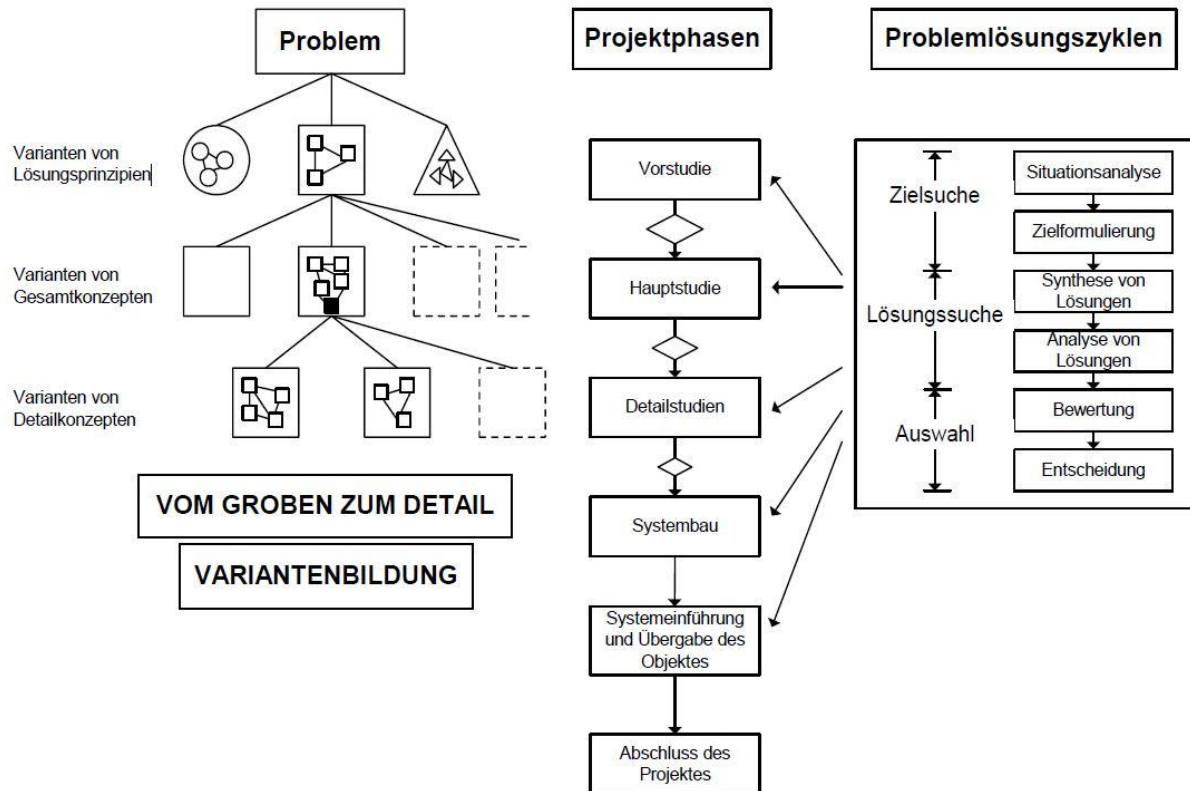 Problem
Varianten von
Lösungsprinzipien
Varianten von
Gesamtkonzepten
Varianten von
Detailkonzepten
VOM GROBEN ZUM DETAIL
VARIANTENBILDUNG
Projektphasen
Vorstudie
Hauptstudie
Detailstudien
Systembau
Systemeinführung
und Übergabe des
Objektes
Abschluss des
Projektes
Problemlösungszyklen
Zielsuche
Lösungssuche
Auswahl
Situationsanalyse
Zielformulierung
Synthese von
Lösungen
Analyse von
Lösungen
Bewertung
Entscheidung